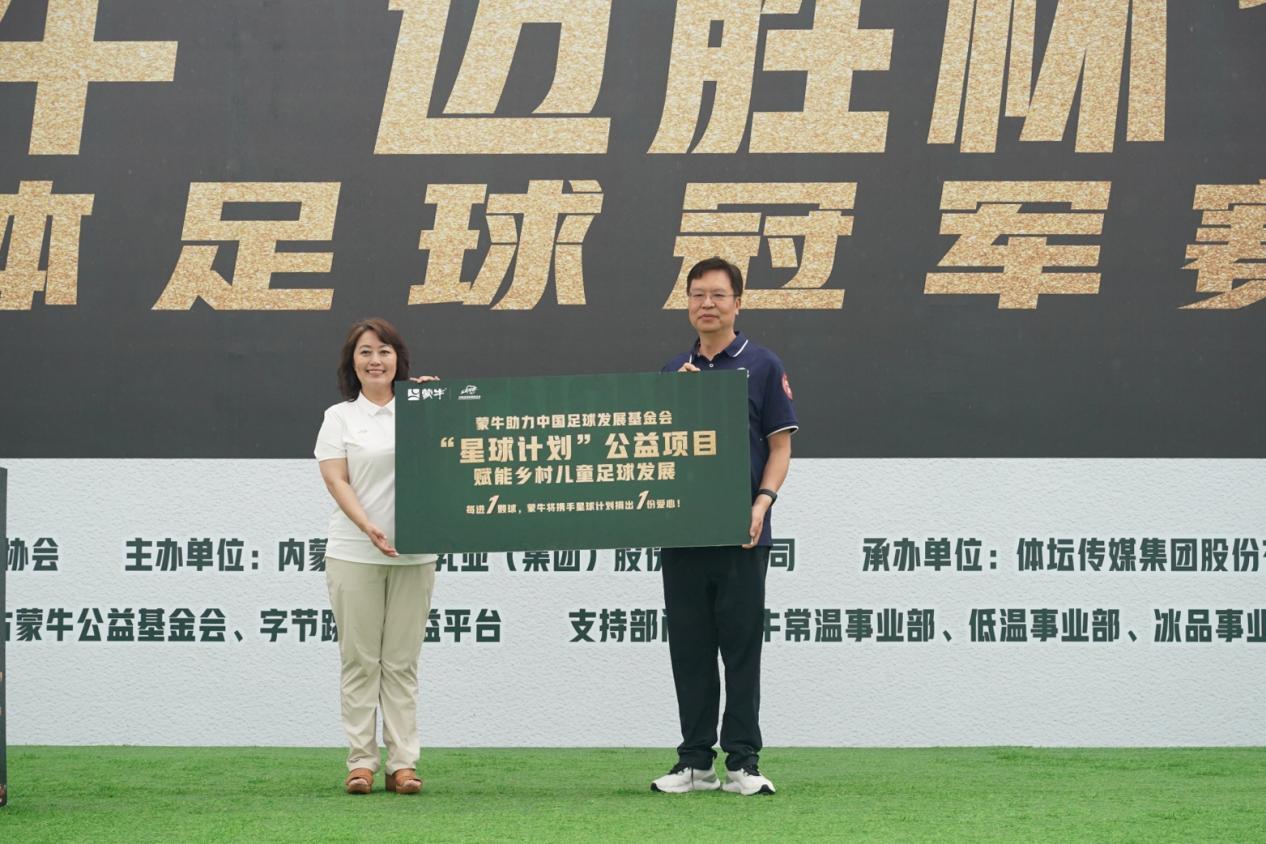 牛 迈胜杯
体足球冠军赛
蒙牛
蒙牛助力中国足球发展基金会
“星球计划”公益项目
赋能乡村儿童足球发展
每进1颗球，蒙牛将携手星球计划捐出1份爱心！
协会 主办单位：内蒙 乳业（集团）股份 司 承办单位：体坛传媒集团股份有
蒙牛公益基金会、字节跳 益平台 支持部门 牛常温事业部、低温事业部、冰品事业